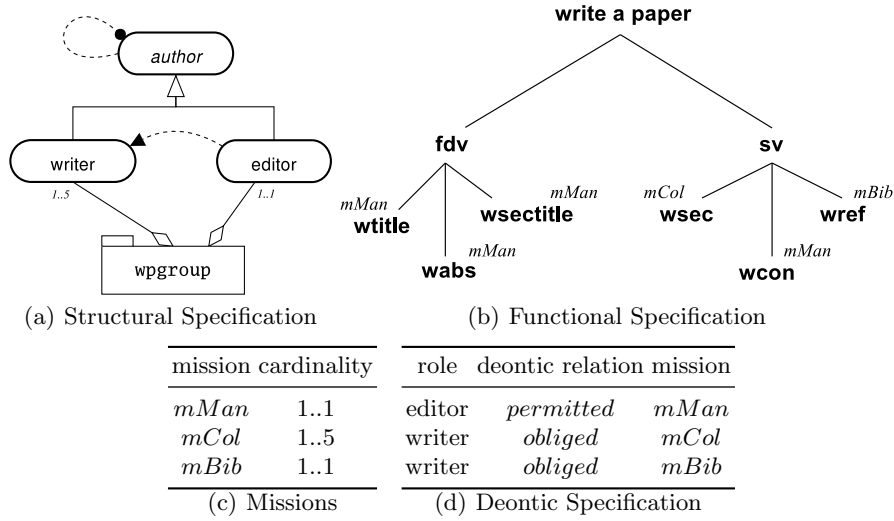 author
writer
editor
1..5
1..1
wpgroup
(a) Structural Specification
write a paper
fdv
sv
mMan
wtitle
mMan
wsectitle
mMan
wabs
mCol
wsec
mBib
wref
mMan
wcon
(b) Functional Specification
mission cardinality
mMan 1..1
mCol 1..5
mBib 1..1
(c) Missions
role deontic relation mission
editor permitted mMan
writer obliged mCol
writer obliged mBib
(d) Deontic Specification